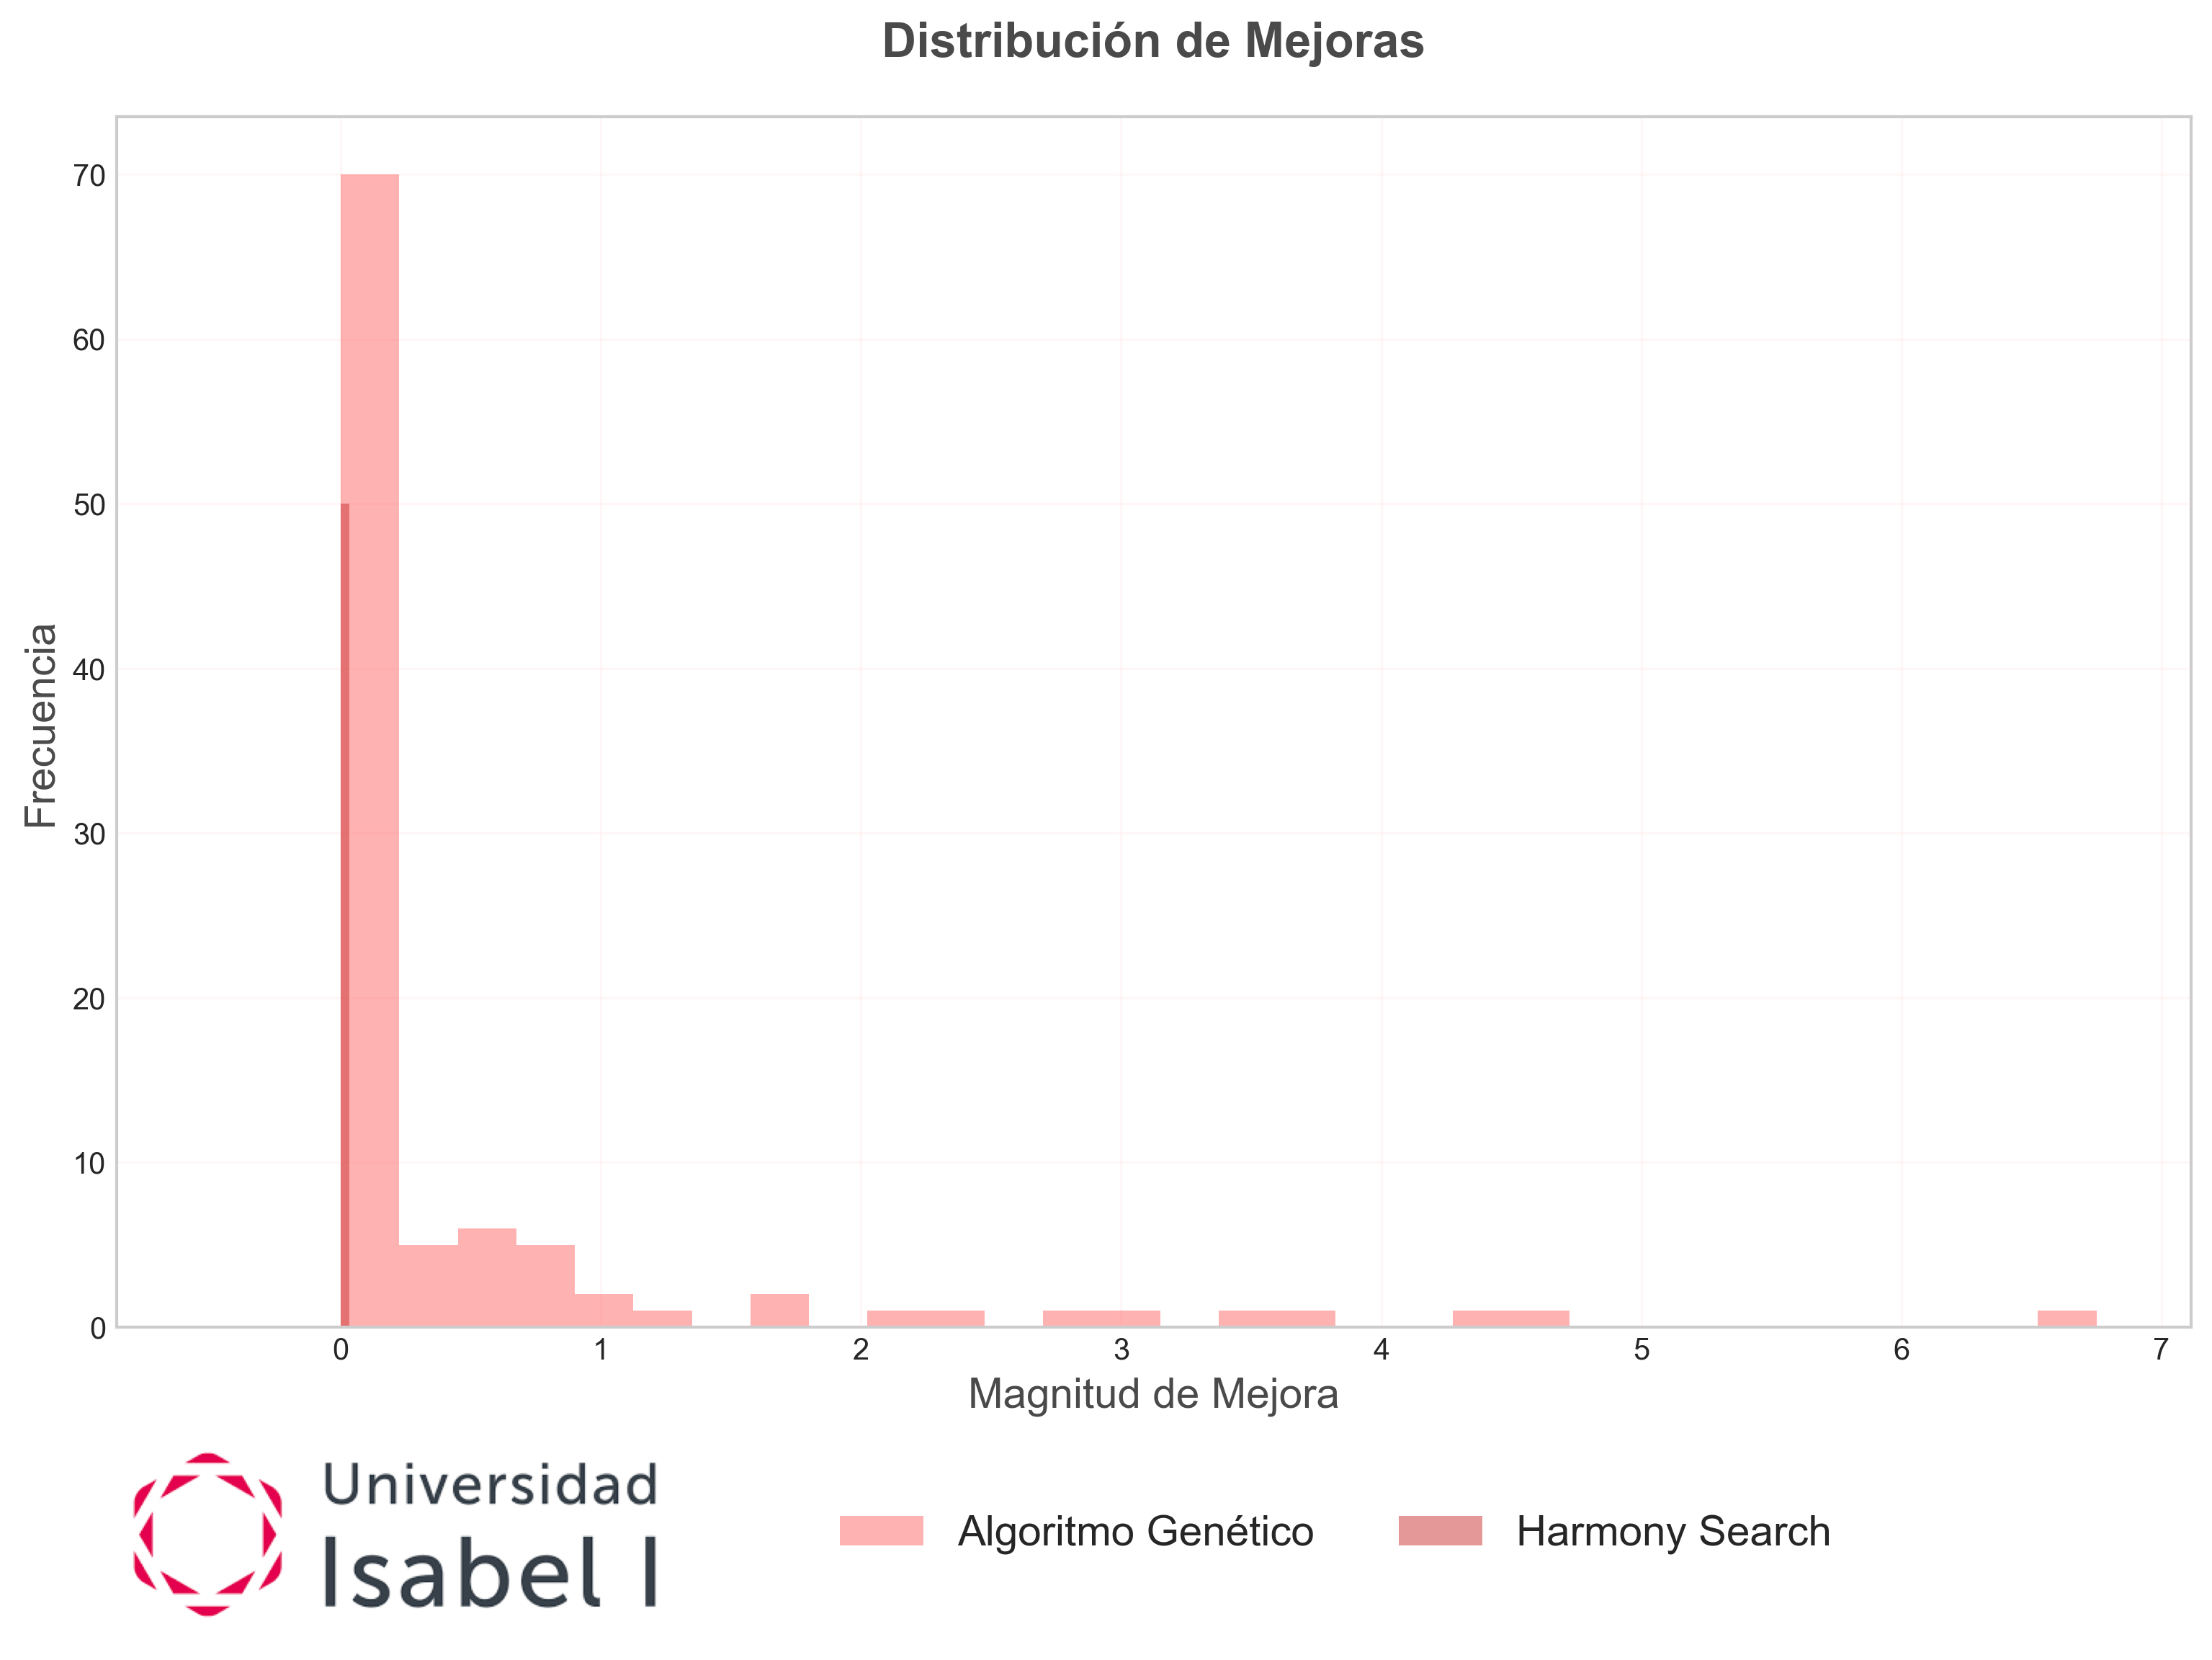 Distribución de Mejoras
Frecuencia
70
60
50
40
30
20
10
0
0 1 2 3 4 5 6 7
Magnitud de Mejora
Universidad
Isabel I
Algoritmo Genético
Harmony Search